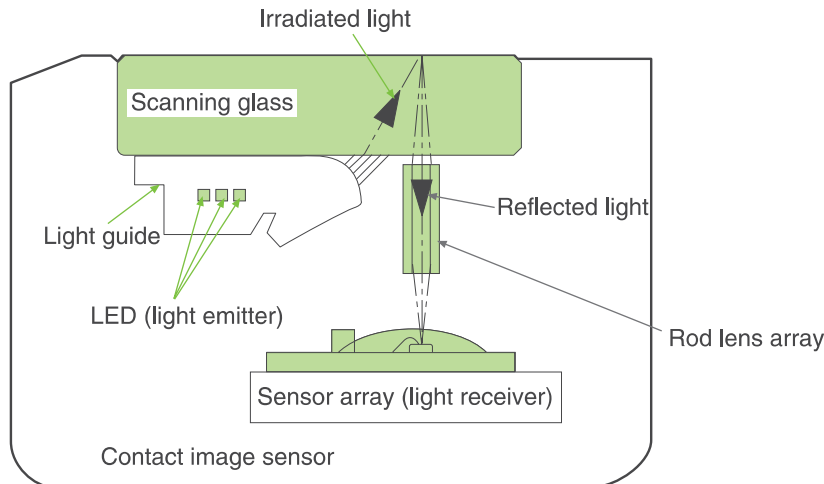 Irradiated light
Scanning glass
Reflected light
Light guide
LED (light emitter)
Rod lens array
Sensor array (light receiver)
Contact image sensor